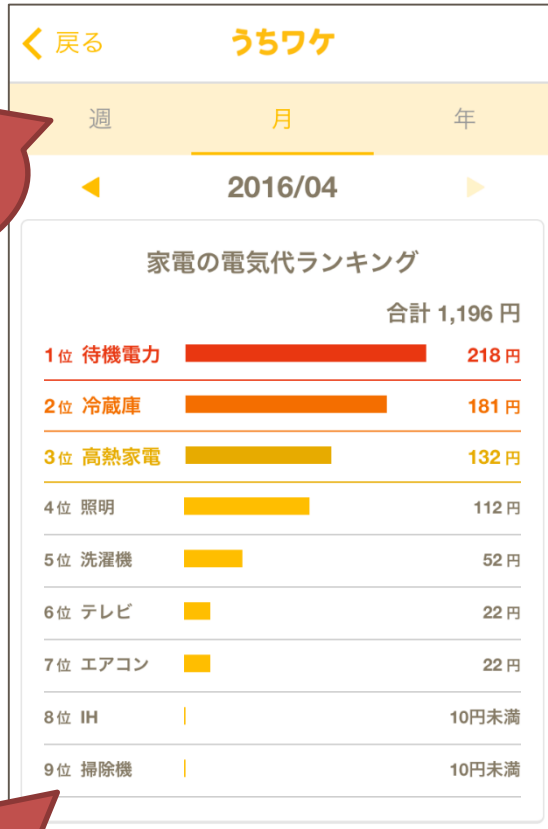 戻る うちワケ
週 月 年
2016/04
家電の電気代ランキング
合計 1,196 円
1位 待機電力 218 円
2位 冷蔵庫 181 円
3位 高熱家電 132 円
4位 照明 112 円
5位 洗濯機 52 円
6位 テレビ 22 円
7位 エアコン 22 円
8位 IH 10円未満
9位 掃除機 10円未満